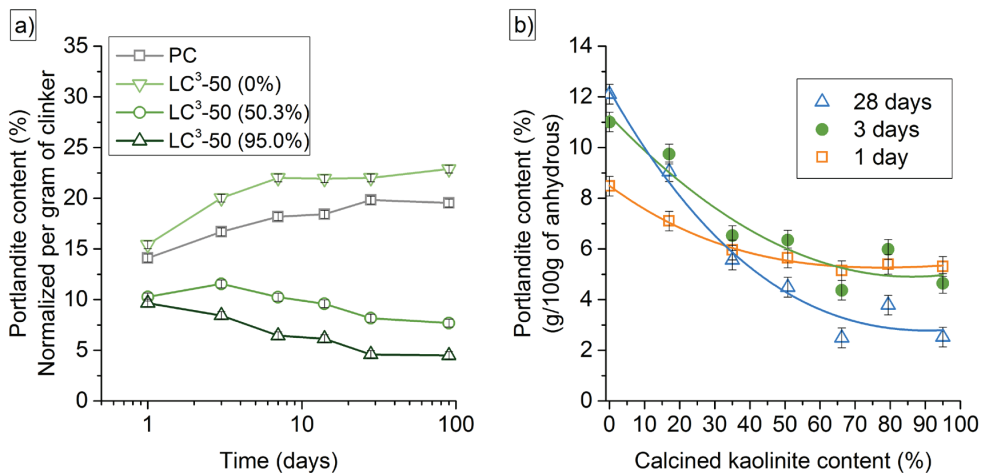 a)
Portlandite content (%)
Normalized per gram of clinker
35
30
25
20
15
10
5
0
PC
LC³-50 (0%)
LC³-50 (50.3%)
LC³-50 (95.0%)
1 10 100
Time (days)
b)
Portlandite content (%)
(g/100g of anhydrous)
14
12
10
8
6
4
2
0
28 days
3 days
1 day
0 10 20 30 40 50 60 70 80 90 100
Calcined kaolinite content (%)